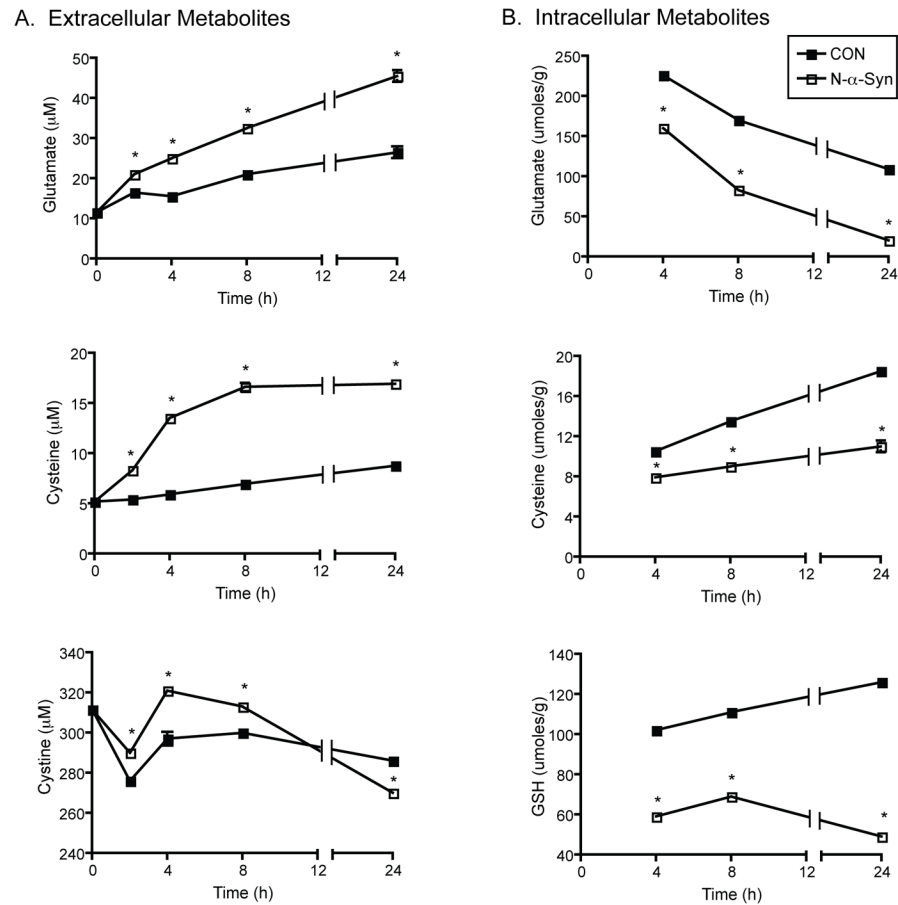 A. Extracellular Metabolites
B. Intracellular Metabolites
CON
N-α-Syn
Glutamate (μM)
50
40
30
20
10
0
*
*
*
*
0 4 8 12 24
Time (h)
Glutamate (umoles/g)
250
200
150
100
50
0
*
*
*
0 4 8 12 24
Time (h)
Cysteine (μM)
20
15
10
5
0
*
*
*
*
0 4 8 12 24
Time (h)
Cysteine (umoles/g)
20
16
12
8
4
0
*
*
*
0 4 8 12 24
Time (h)
Cystine (μM)
340
320
300
280
260
240
*
*
*
*
0 4 8 12 24
Time (h)
GSH (umoles/g)
140
120
100
80
60
40
*
*
*
0 4 8 12 24
Time (h)